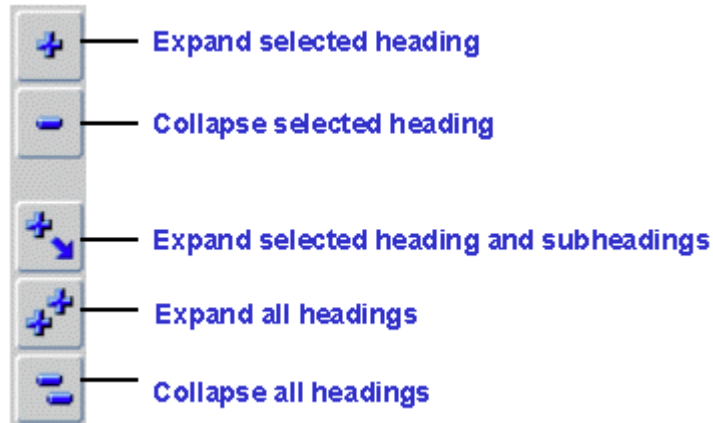 Expand selected heading
Collapse selected heading
Expand selected heading and subheadings
Expand all headings
Collapse all headings